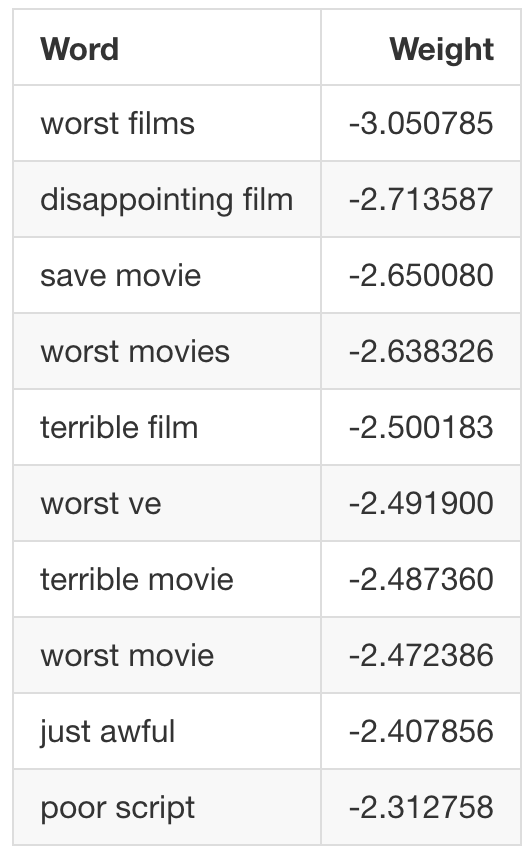 Word Weight
worst films -3.050785
disappointing film -2.713587
save movie -2.650080
worst movies -2.638326
terrible film -2.500183
worst ve -2.491900
terrible movie -2.487360
worst movie -2.472386
just awful -2.407856
poor script -2.312758